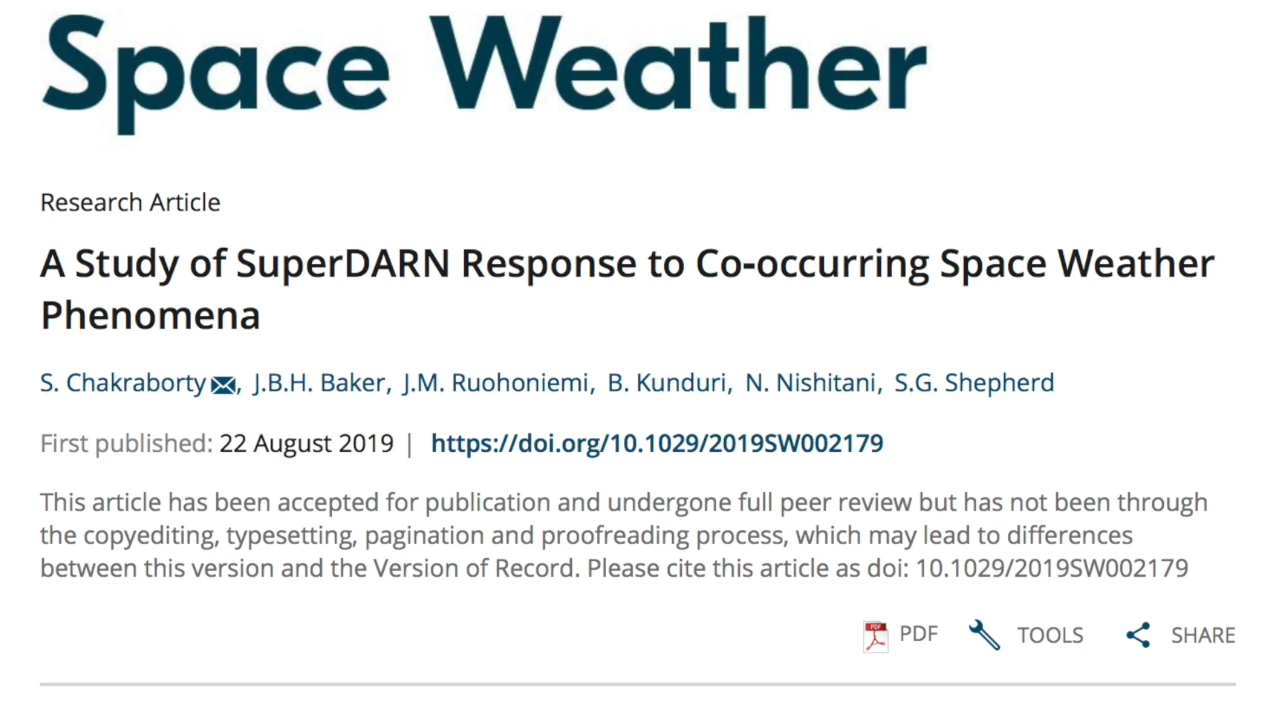 Space Weather
Research Article
A Study of SuperDARN Response to Co-occurring Space Weather
Phenomena
S. Chakraborty, J.B.H. Baker, J.M. Ruohoniemi, B. Kunduri, N. Nishitani, S.G. Shepherd
First published: 22 August 2019 | https://doi.org/10.1029/2019SW002179
This article has been accepted for publication and undergone full peer review but has not been through
the copyediting, typesetting, pagination and proofreading process, which may lead to differences
between this version and the Version of Record. Please cite this article as doi: 10.1029/2019SW002179
PDF PDF TOOLS SHARE